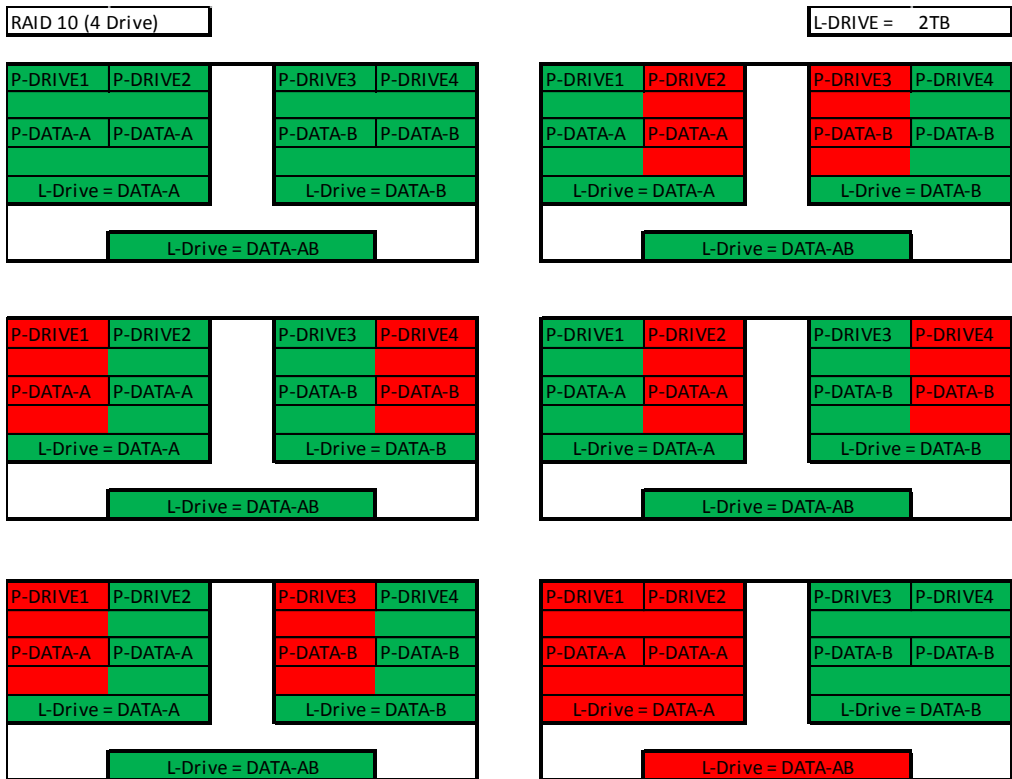 RAID 10 (4 Drive) L-DRIVE = 2TB
P-DRIVE1 P-DRIVE2 P-DRIVE3 P-DRIVE4 P-DRIVE1 P-DRIVE2 P-DRIVE3 P-DRIVE4
P-DATA-A P-DATA-A P-DATA-B P-DATA-B P-DATA-A P-DATA-A P-DATA-B P-DATA-B
L-Drive = DATA-A L-Drive = DATA-B L-Drive = DATA-A L-Drive = DATA-B
L-Drive = DATA-AB L-Drive = DATA-AB
P-DRIVE1 P-DRIVE2 P-DRIVE3 P-DRIVE4 P-DRIVE1 P-DRIVE2 P-DRIVE3 P-DRIVE4
P-DATA-A P-DATA-A P-DATA-B P-DATA-B P-DATA-A P-DATA-A P-DATA-B P-DATA-B
L-Drive = DATA-A L-Drive = DATA-B L-Drive = DATA-A L-Drive = DATA-B
L-Drive = DATA-AB L-Drive = DATA-AB
P-DRIVE1 P-DRIVE2 P-DRIVE3 P-DRIVE4 P-DRIVE1 P-DRIVE2 P-DRIVE3 P-DRIVE4
P-DATA-A P-DATA-A P-DATA-B P-DATA-B P-DATA-A P-DATA-A P-DATA-B P-DATA-B
L-Drive = DATA-A L-Drive = DATA-B L-Drive = DATA-A L-Drive = DATA-B
L-Drive = DATA-AB L-Drive = DATA-AB